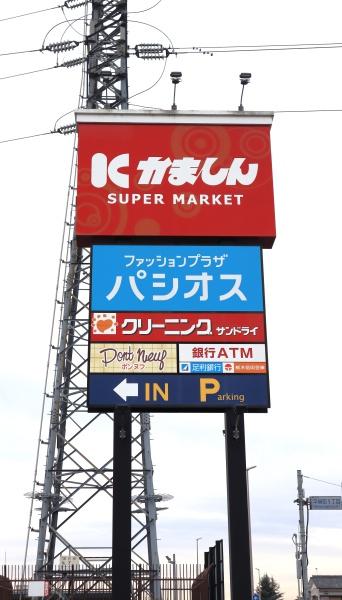 K かましん
SUPER MARKET
ファッションプラザ
パシオス
クリーニング サンドライ
Pont Neuf
ポンヌフ
銀行ATM
足利銀行
IN Parking